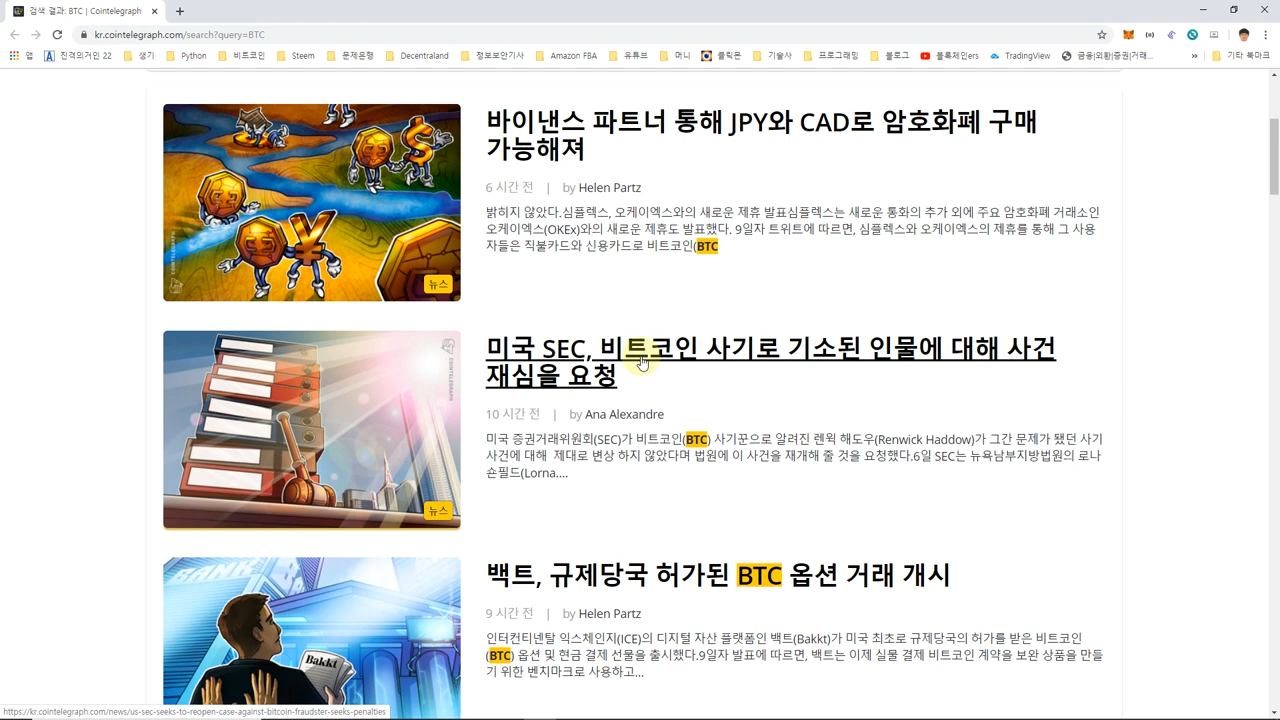 검색 결과: BTC | Cointelegraph
kr.cointelegraph.com/search?query=BTC
앱 진격의거인 22 생기 Python 비트코인 Steem 문제은행 Decentraland 정보보안기사 Amazon FBA 유튜브 머니 클릭몬 기술사 프로그래밍 블로그 블록체인ers TradingView 금융|외환|증권|거래... » 기타 북마크
바이낸스 파트너 통해 JPY와 CAD로 암호화폐 구매
가능해져
6 시간 전 | by Helen Partz
밝히지 않았다.심플렉스, 오케이엑스와의 새로운 제휴 발표심플렉스는 새로운 통화의 추가 외에 주요 암호화폐 거래소인
오케이엑스(OKEx)와의 새로운 제휴도 발표했다. 9일자 트위트에 따르면, 심플렉스와 오케이엑스의 제휴를 통해 그 사용
자들은 직불카드와 신용카드로 비트코인(BTC
COINTELEGRAPH
뉴스
미국 SEC, 비트코인 사기로 기소된 인물에 대해 사건
재심을 요청
10 시간 전 | by Ana Alexandre
미국 증권거래위원회(SEC)가 비트코인(BTC) 사기꾼으로 알려진 렌윅 해도우(Renwick Haddow)가 그간 문제가 됐던 사기
사건에 대해 제대로 변상 하지 않았다며 법원에 이 사건을 재개해 줄 것을 요청했다.6일 SEC는 뉴욕남부지방법원의 로나
숀필드(Lorna....
COINTELEGRAPH
뉴스
백트, 규제당국 허가된 BTC 옵션 거래 개시
9 시간 전 | by Helen Partz
인터컨티넨탈 익스체인지(ICE)의 디지털 자산 플랫폼인 백트(Bakkt)가 미국 최초로 규제당국의 허가를 받은 비트코인
(BTC) 옵션 및 현금 결제 선물을 출시했다.9일자 발표에 따르면, 백트는 이 실물 결제 비트코인 계약을 보완 상품을 만들
기 위한 벤치마크로 사용하고...
BANK
Bakkt
https://kr.cointelegraph.com/news/us-sec-seeks-to-reopen-case-against-bitcoin-fraudster-seeks-penalties